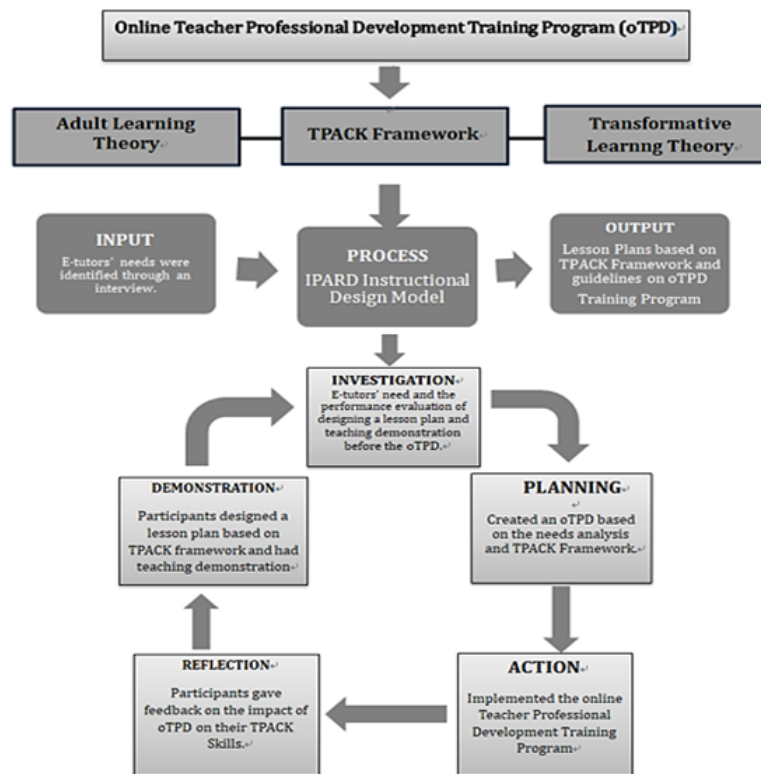 Online Teacher Professional Development Training Program (oTPD)
Adult Learning
Theory
TPACK Framework
Transformative
Learnng Theory
INPUT
E-tutors' needs were
identified through an
interview.
PROCESS
IPARD Instructional
Design Model
OUTPUT
Lesson Plans based on
TPACK Framework and
guidelines on oTPD
Training Program
INVESTIGATION
E-tutors' need and the
performance evaluation of
designing a lesson plan and
teaching demonstration
before the oTPD.
DEMONSTRATION
Participants designed a
lesson plan based on
TPACK framework and had
teaching demonstration
PLANNING
Created an oTPD based
on the needs analysis
and TPACK Framework.
REFLECTION
Participants gave
feedback on the impact of
oTPD on their TPACK
Skills.
ACTION
Implemented the online
Teacher Professional
Development Training
Program